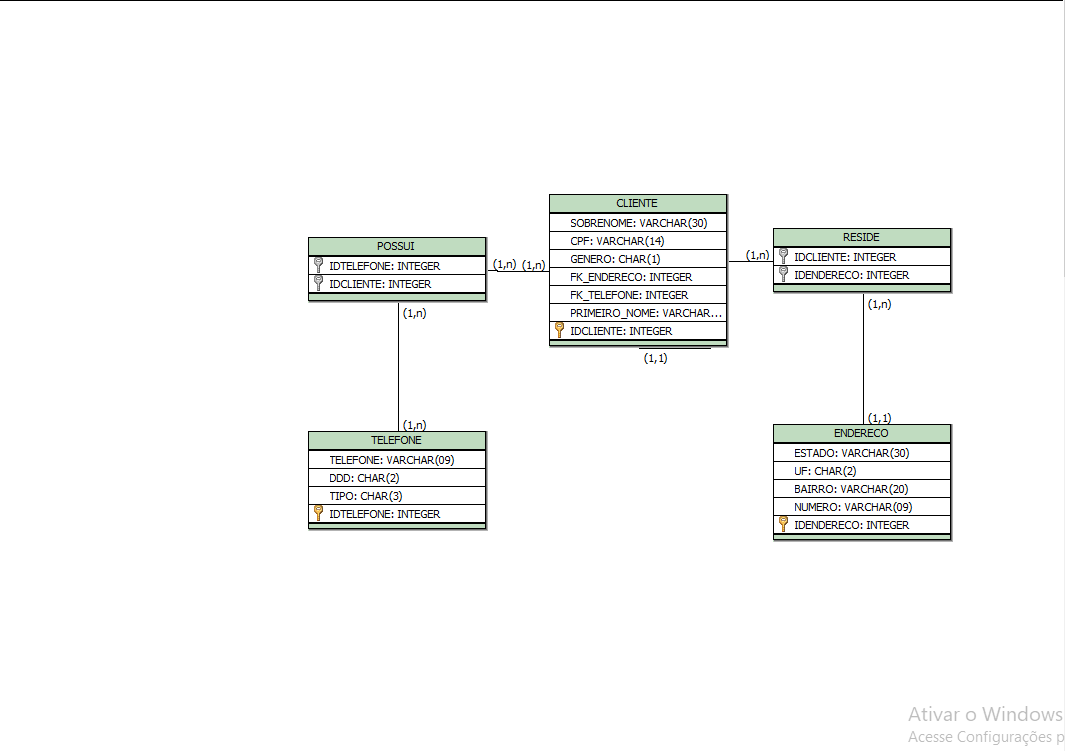 CLIENTE
SOBRENOME: VARCHAR(30)
CPF: VARCHAR(14)
GENERO: CHAR(1)
FK_ENDERECO: INTEGER
FK_TELEFONE: INTEGER
PRIMEIRO_NOME: VARCHAR...
IDCLIENTE: INTEGER
(1,1)
POSSUI
IDTELEFONE: INTEGER
IDCLIENTE: INTEGER
(1,n) (1,n)
(1,n)
(1,n)
TELEFONE
TELEFONE: VARCHAR(09)
DDD: CHAR(2)
TIPO: CHAR(3)
IDTELEFONE: INTEGER
(1,n)
RESIDE
IDCLIENTE: INTEGER
IDENDERECO: INTEGER
(1,n)
(1,1)
ENDERECO
ESTADO: VARCHAR(30)
UF: CHAR(2)
BAIRRO: VARCHAR(20)
NUMERO: VARCHAR(09)
IDENDERECO: INTEGER
Ativar o Windows
Acesse Configurações p